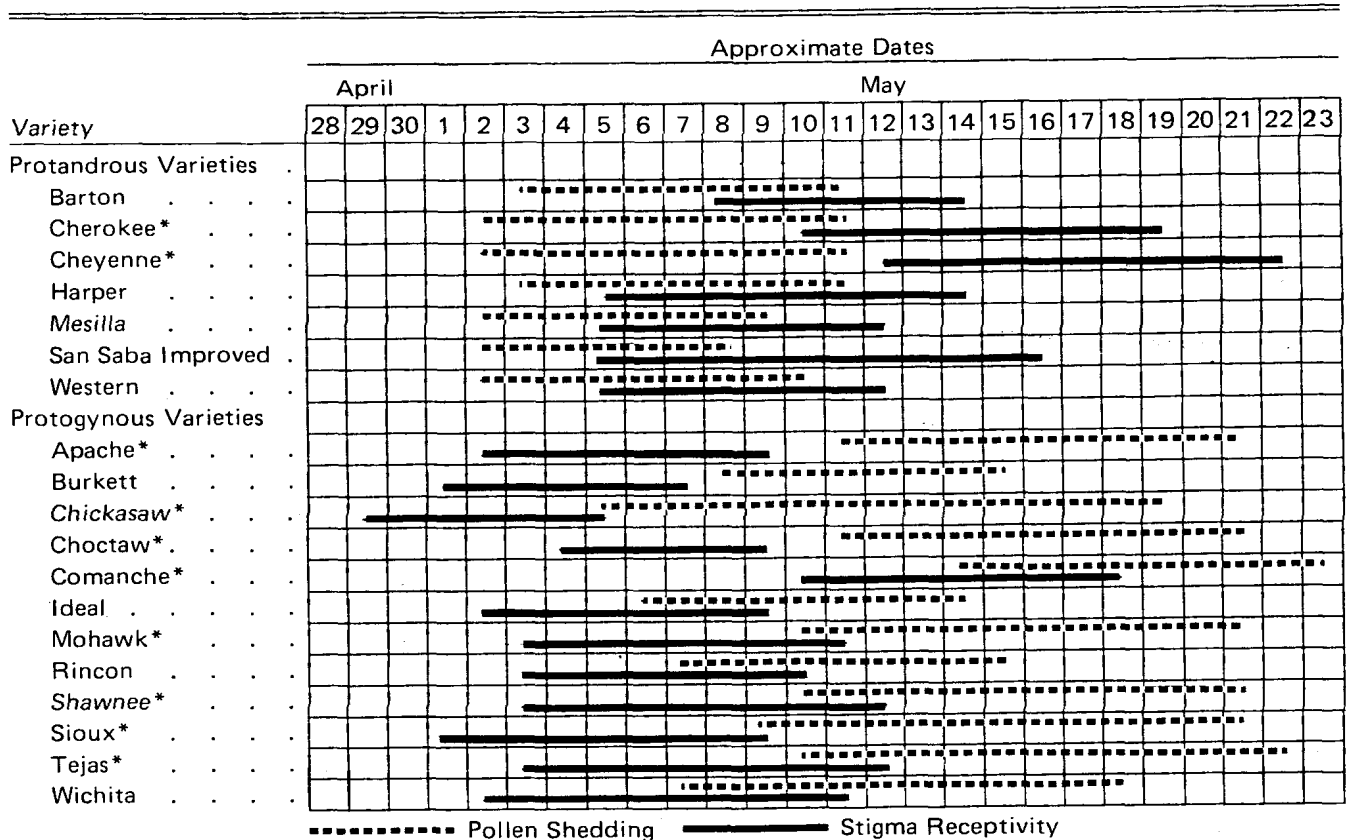 Approximate Dates
April May
Variety 28 29 30 1 2 3 4 5 6 7 8 9 10 11 12 13 14 15 16 17 18 19 20 21 22 23
Protandrous Varieties .
Barton . . . .
Cherokee* . . .
Cheyenne* . . .
Harper . . . .
Mesilla . . . .
San Saba Improved .
Western . . . .
Protogynous Varieties
Apache* . . . .
Burkett . . . .
Chickasaw* . . .
Choctaw* . . . .
Comanche* . . .
Ideal . . . . .
Mohawk* . . .
Rincon . . . .
Shawnee* . . .
Sioux* . . . .
Tejas* . . . .
Wichita . . . .
Pollen Shedding Stigma Receptivity